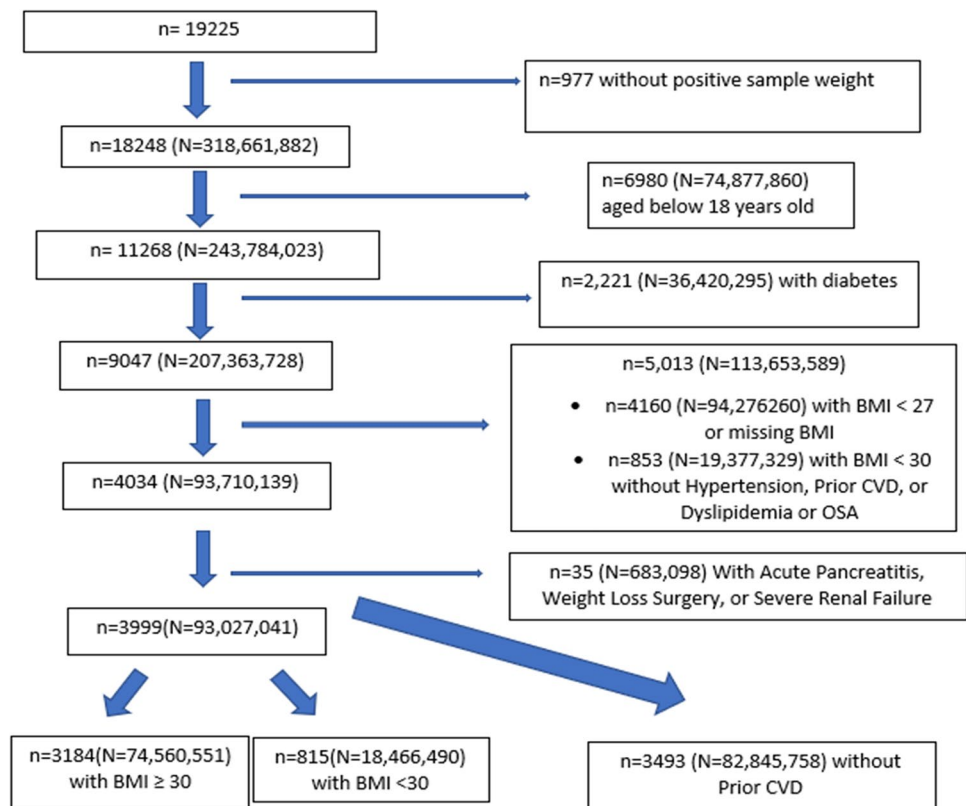 n= 19225
n=977 without positive sample weight
n=18248 (N=318,661,882)
n=6980 (N=74,877,860)
aged below 18 years old
n= 11268 (N=243,784,023)
n=2,221 (N=36,420,295) with diabetes
n=9047 (N=207,363,728)
n=5,013 (N=113,653,589)
• n=4160 (N=94,276260) with BMI < 27
or missing BMI
• n=853 (N=19,377,329) with BMI < 30
without Hypertension, Prior CVD, or
Dyslipidemia or OSA
n=4034 (N=93,710,139)
n=35 (N=683,098) With Acute Pancreatitis,
Weight Loss Surgery, or Severe Renal Failure
n=3999(N=93,027,041)
n=3184(N=74,560,551)
with BMI ≥ 30
n=815(N=18,466,490)
with BMI <30
n=3493 (N=82,845,758) without
Prior CVD